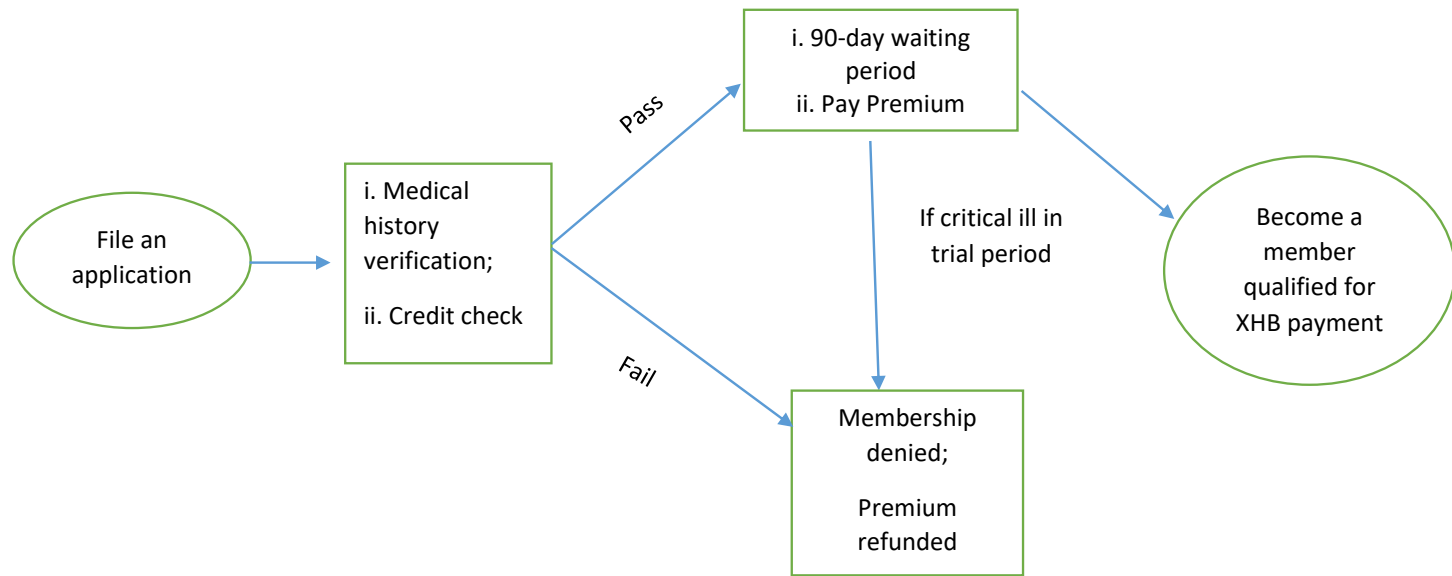 File an
application
i. Medical
history
verification;
ii. Credit check
Pass
Fail
i. 90-day waiting
period
ii. Pay Premium
If critical ill in
trial period
Membership
denied;
Premium
refunded
Become a
member
qualified for
XHB payment